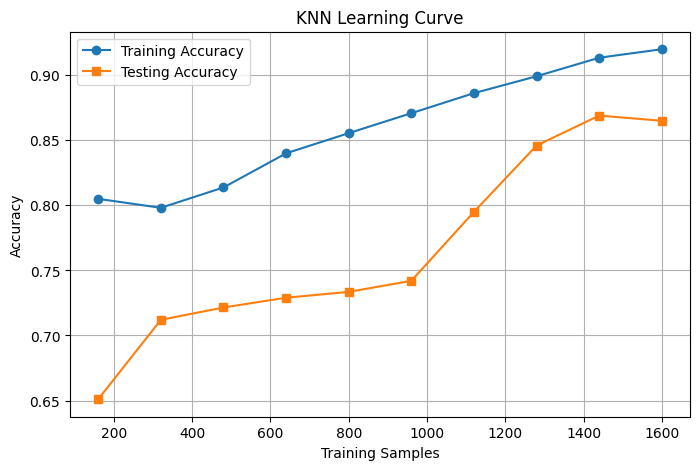 KNN Learning Curve
Training Accuracy
Testing Accuracy
0.90
0.85
0.80
0.75
0.70
0.65
Accuracy
200 400 600 800 1000 1200 1400 1600
Training Samples